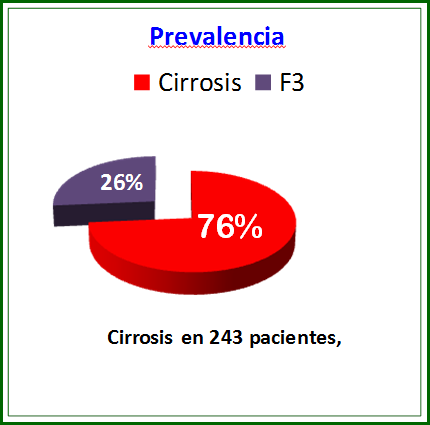 Prevalencia
Cirrosis F3
26%
76%
Cirrosis en 243 pacientes,